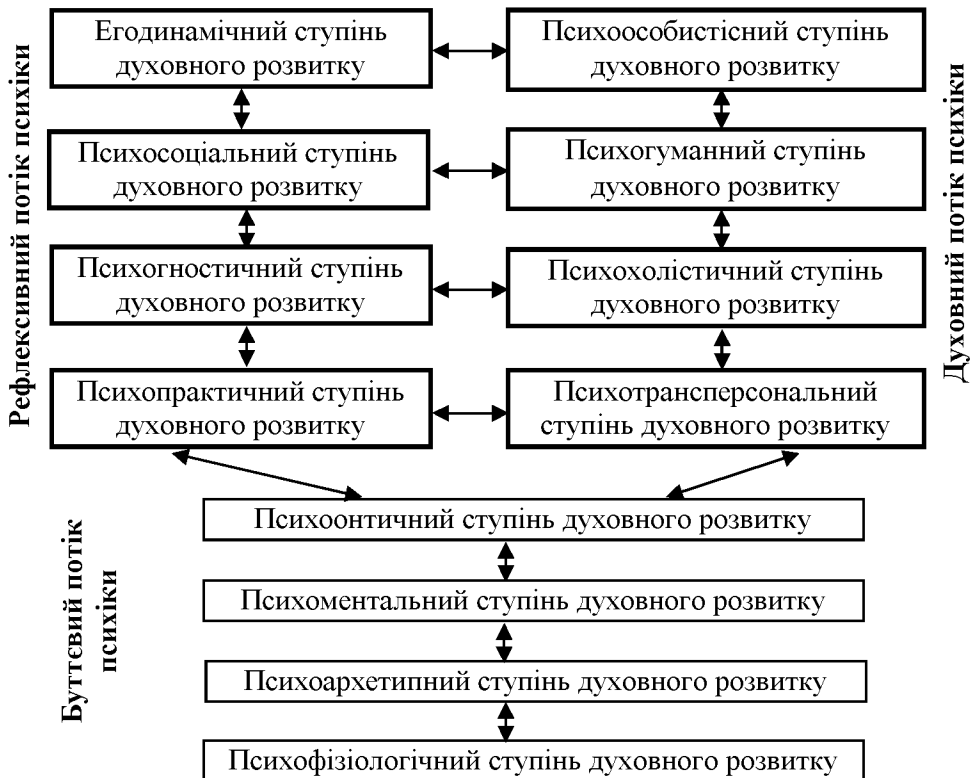 Рефлексивний потік психіки
Егодинамічний ступінь
духовного розвитку
Психосоціальний ступінь
духовного розвитку
Психогностичний ступінь
духовного розвитку
Психопрактичний ступінь
духовного розвитку
Психоособистісний ступінь
духовного розвитку
Психогуманний ступінь
духовного розвитку
Психохолістичний ступінь
духовного розвитку
Психотрансперсональний
ступінь духовного розвитку
Духовний потік психіки
Буттєвий потік
психіки
Психоонтичний ступінь духовного розвитку
Психоментальний ступінь духовного розвитку
Психоархетипний ступінь духовного розвитку
Психофізіологічний ступінь духовного розвитку